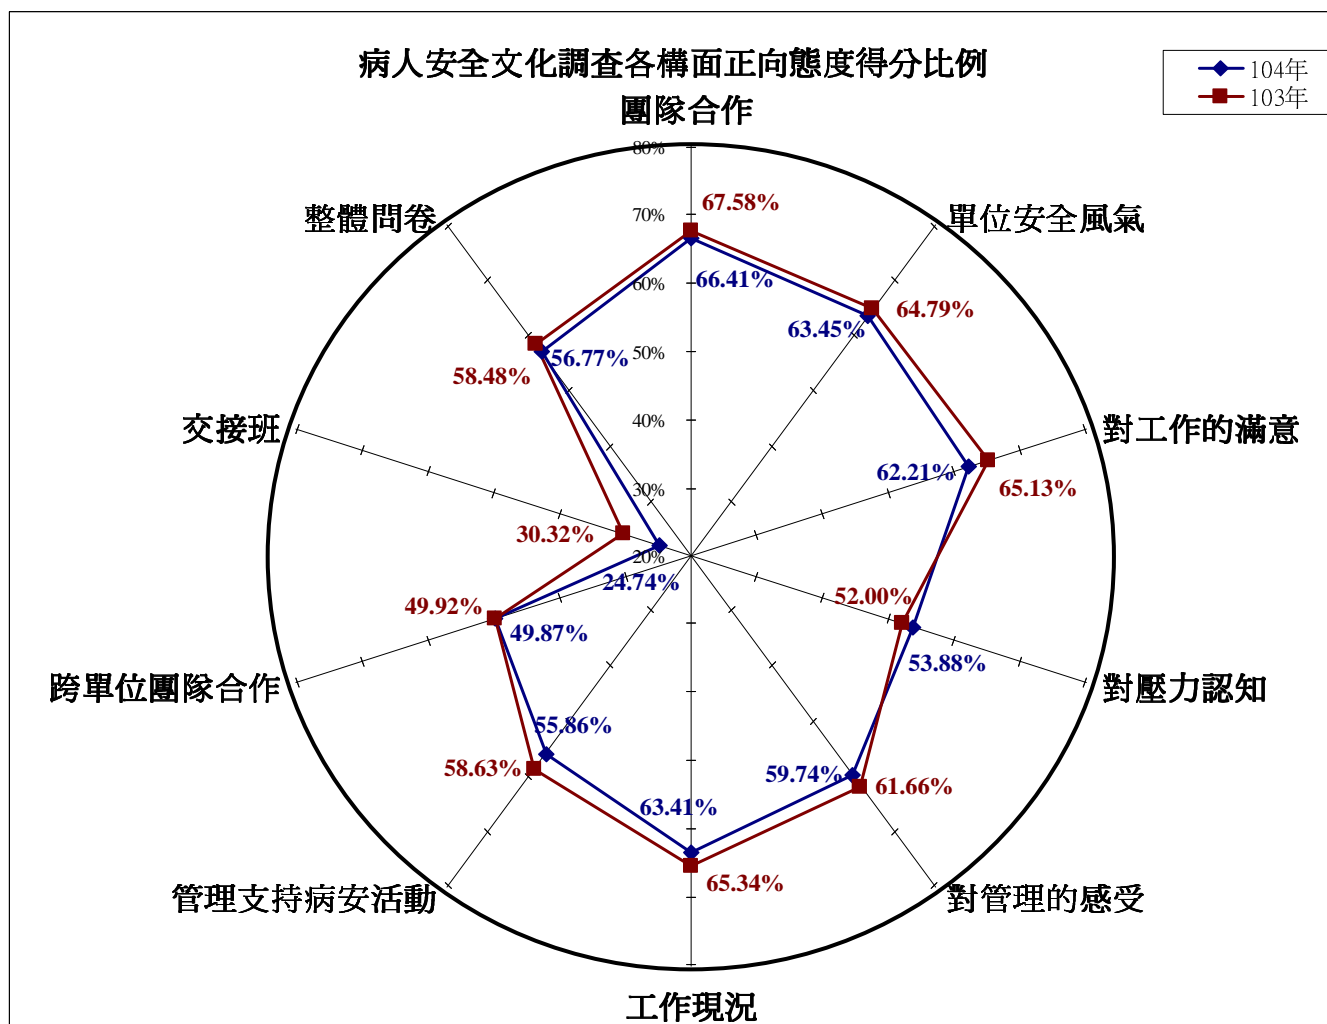 病人安全文化調查各構面正向態度得分比例
104年
103年
團隊合作
80%
67.58%
整體問卷
70%
單位安全風氣
66.41%
60%
64.79%
63.45%
50%
56.77%
58.48%
交接班
40%
對工作的滿意
62.21%
65.13%
30%
30.32%
20%
24.74%
52.00%
49.92%
49.87%
53.88%
跨單位團隊合作
對壓力認知
55.86%
58.63%
59.74%
61.66%
63.41%
65.34%
管理支持病安活動
對管理的感受
工作現況